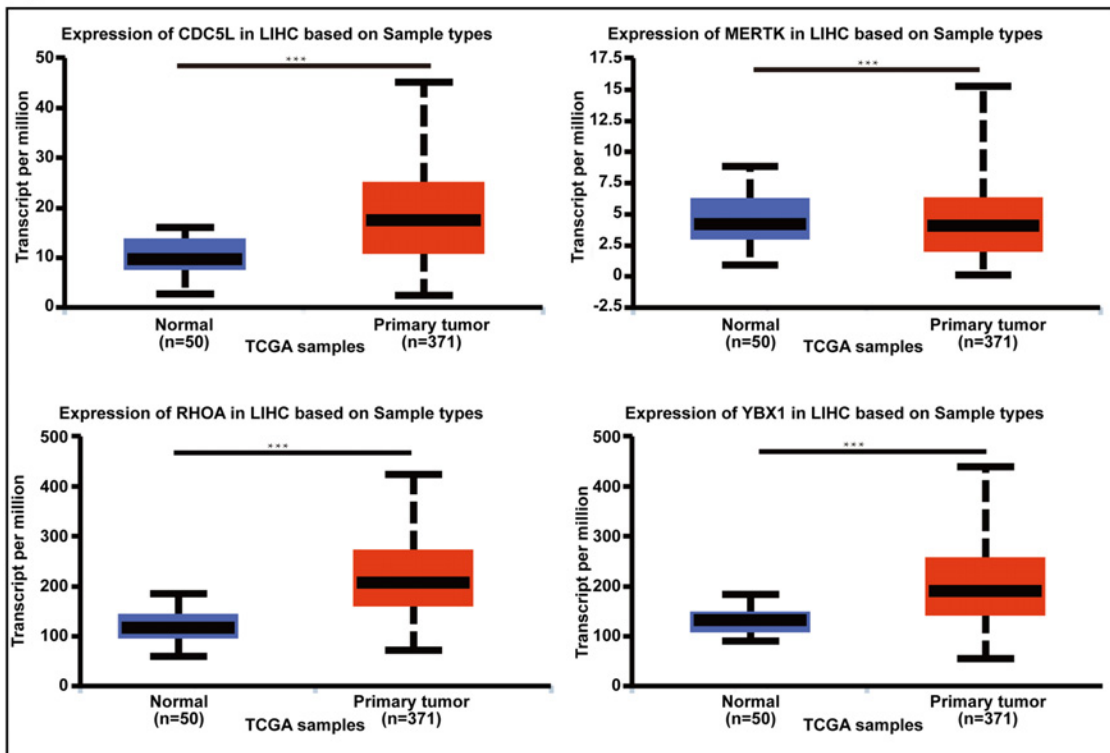 Expression of CDC5L in LIHC based on Sample types
***
Transcript per million
50
40
30
20
10
0
Normal
(n=50)
Primary tumor
(n=371)
TCGA samples
Expression of MERTK in LIHC based on Sample types
***
Transcript per million
17.5
15
12.5
10
7.5
5
2.5
0
-2.5
Normal
(n=50)
Primary tumor
(n=371)
TCGA samples
Expression of RHOA in LIHC based on Sample types
***
Transcript per million
500
400
300
200
100
0
Normal
(n=50)
Primary tumor
(n=371)
TCGA samples
Expression of YBX1 in LIHC based on Sample types
***
Transcript per million
500
400
300
200
100
0
Normal
(n=50)
Primary tumor
(n=371)
TCGA samples